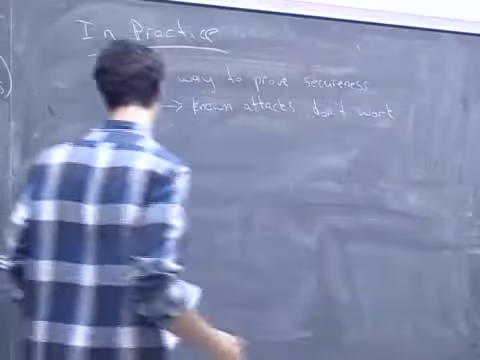 In Practice
way to prove secureness
→ known attacks don't work